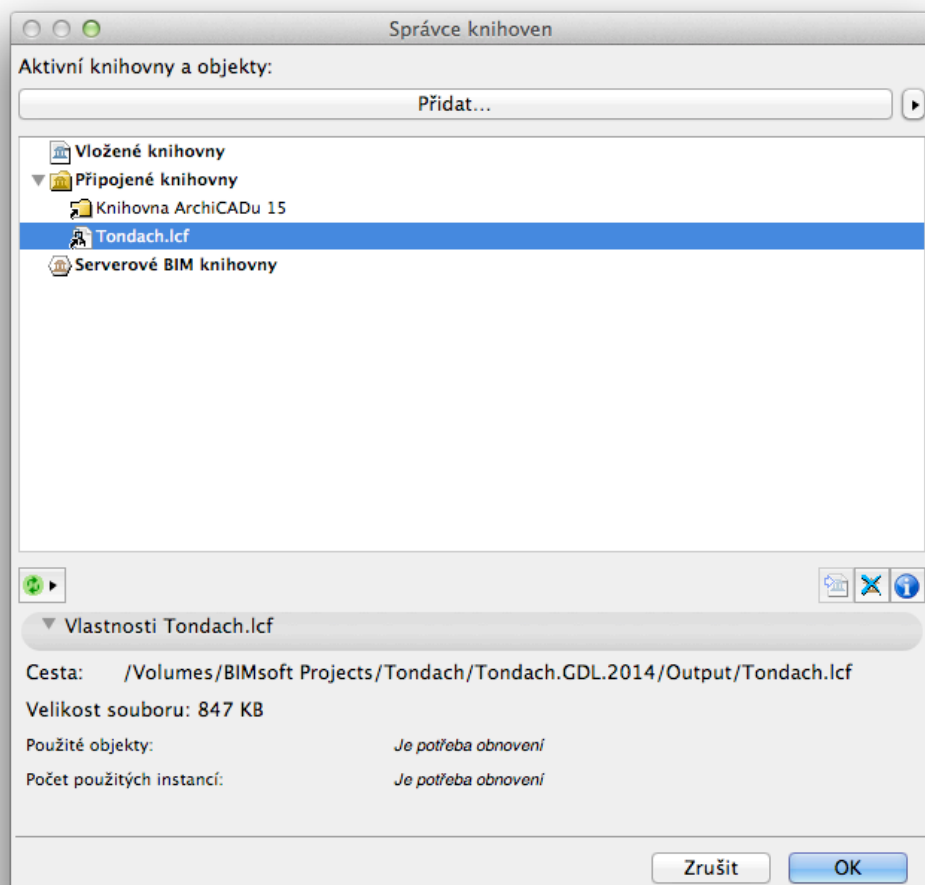 Správce knihoven
Aktivní knihovny a objekty:
Přidat...
Vložené knihovny
Připojené knihovny
Knihovna ArchiCADu 15
Tondach.lcf
Serverové BIM knihovny
Vlastnosti Tondach.lcf
Cesta: /Volumes/BIMsoft Projects/Tondach/Tondach.GDL.2014/Output/Tondach.lcf
Velikost souboru: 847 KB
Použité objekty: Je potřeba obnovení
Počet použitých instancí: Je potřeba obnovení
Zrušit OK